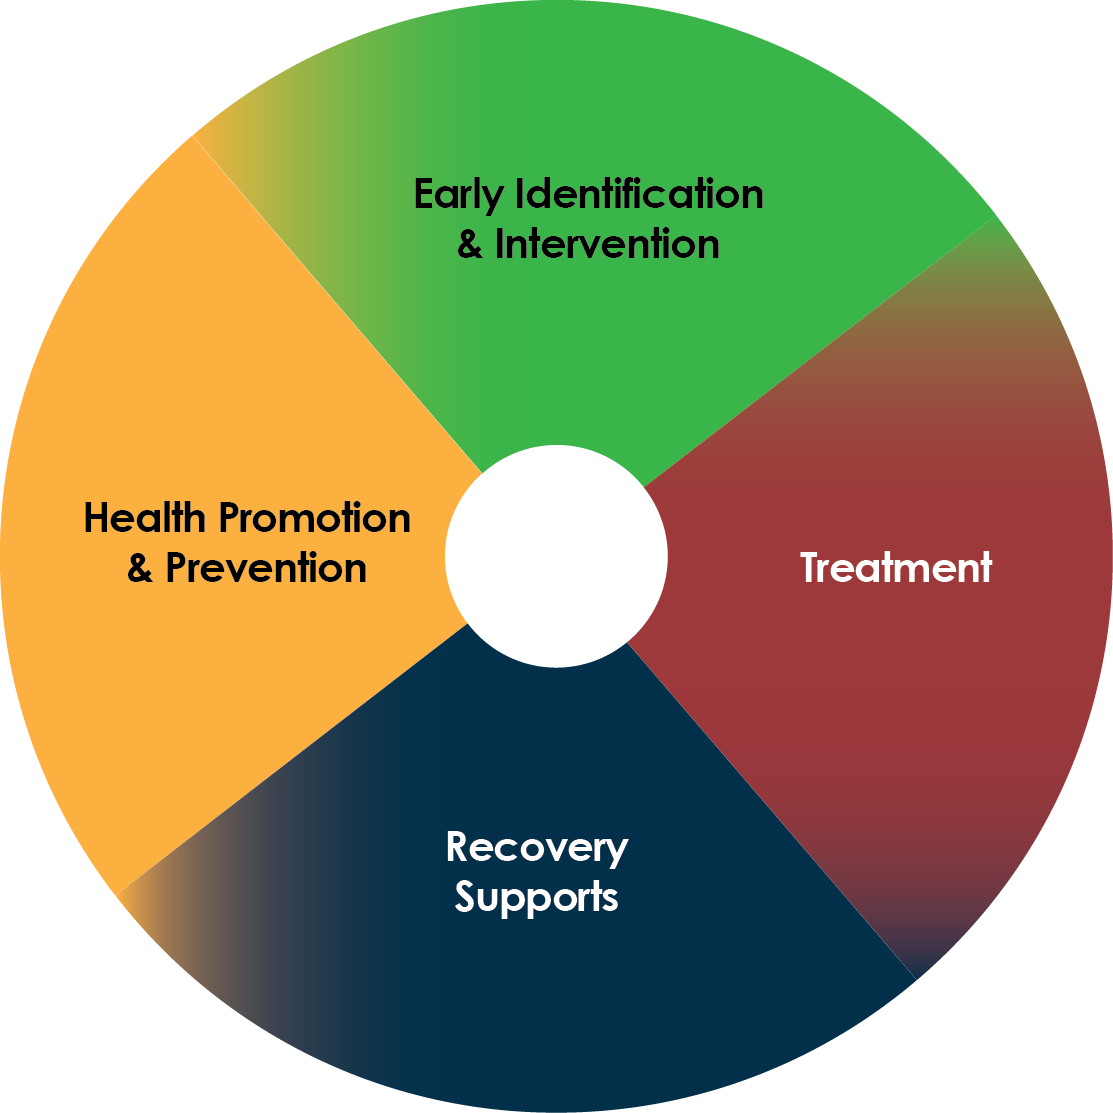 Early Identification
& Intervention
Health Promotion
& Prevention
Treatment
Recovery
Supports